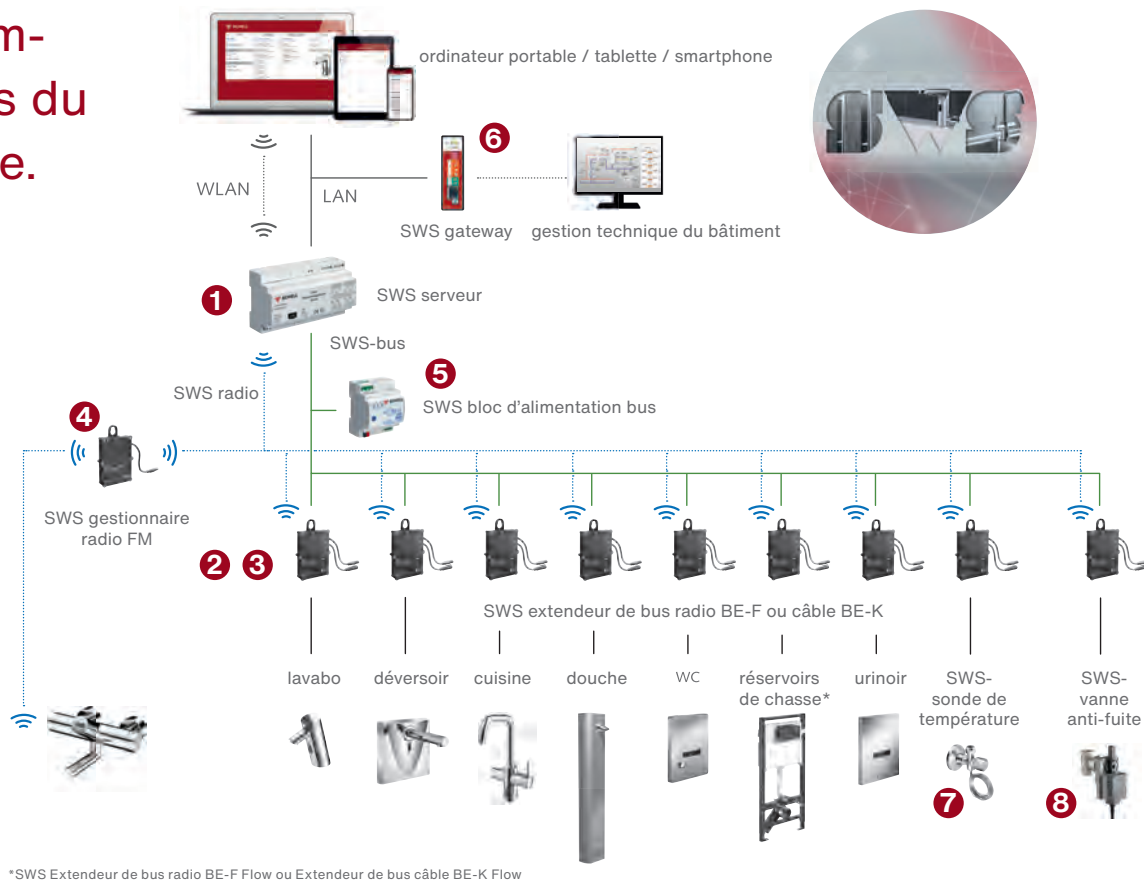 m-
s du
e.
ordinateur portable / tablette / smartphone
WLAN
LAN
6
SWS gateway
gestion technique du bâtiment
SWS
1
SWS serveur
SWS-bus
5
SWS radio
SWS bloc d'alimentation bus
4
SWS gestionnaire
radio FM
2 3
SWS extendeur de bus radio BE-F ou câble BE-K
lavabo
déversoir
cuisine
douche
WC
réservoirs
de chasse*
urinoir
SWS-
sonde de
température
SWS-
vanne
anti-fuite
7
8
*SWS Extendeur de bus radio BE-F Flow ou Extendeur de bus câble BE-K Flow